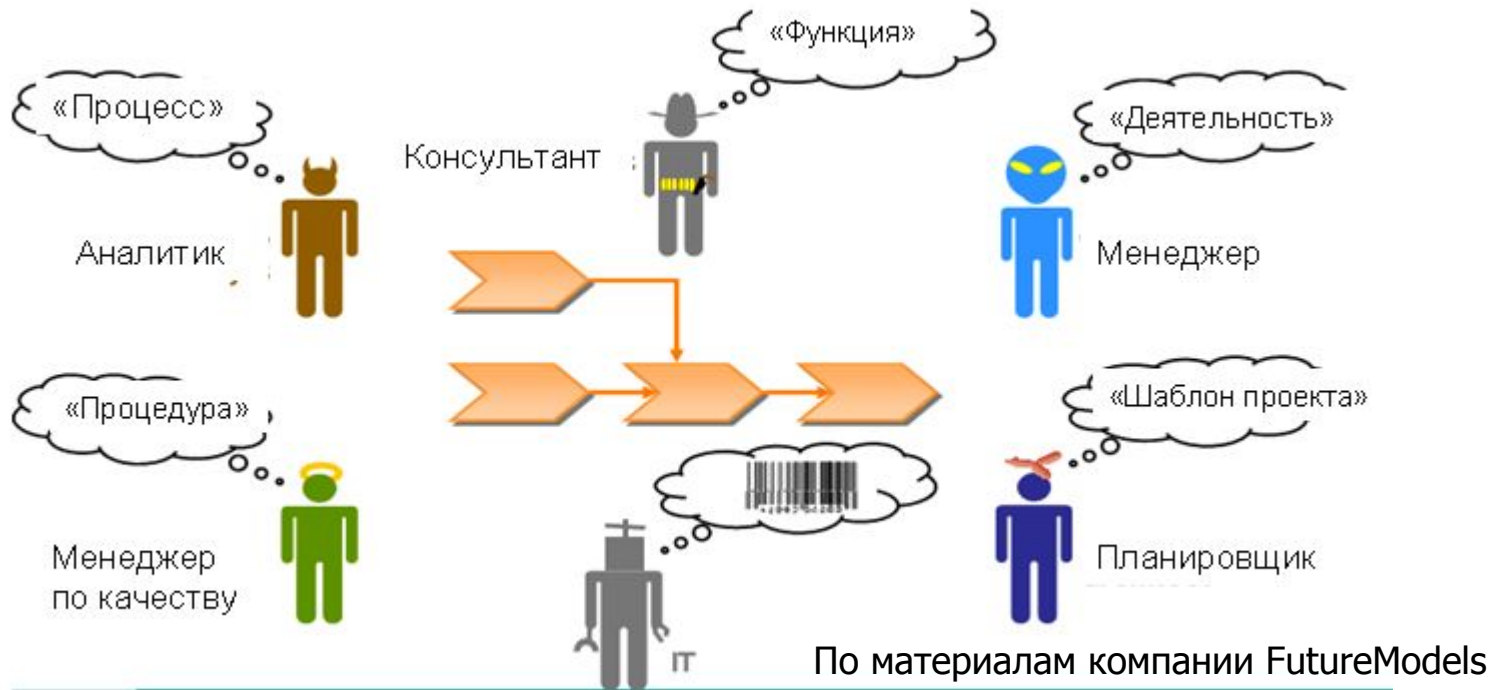 «Функция»
«Процесс»
«Деятельность»
Консультант
Аналитик
Менеджер
«Процедура»
«Шаблон проекта»
Менеджер
по качеству
Планировщик
IT
По материалам компании FutureModels